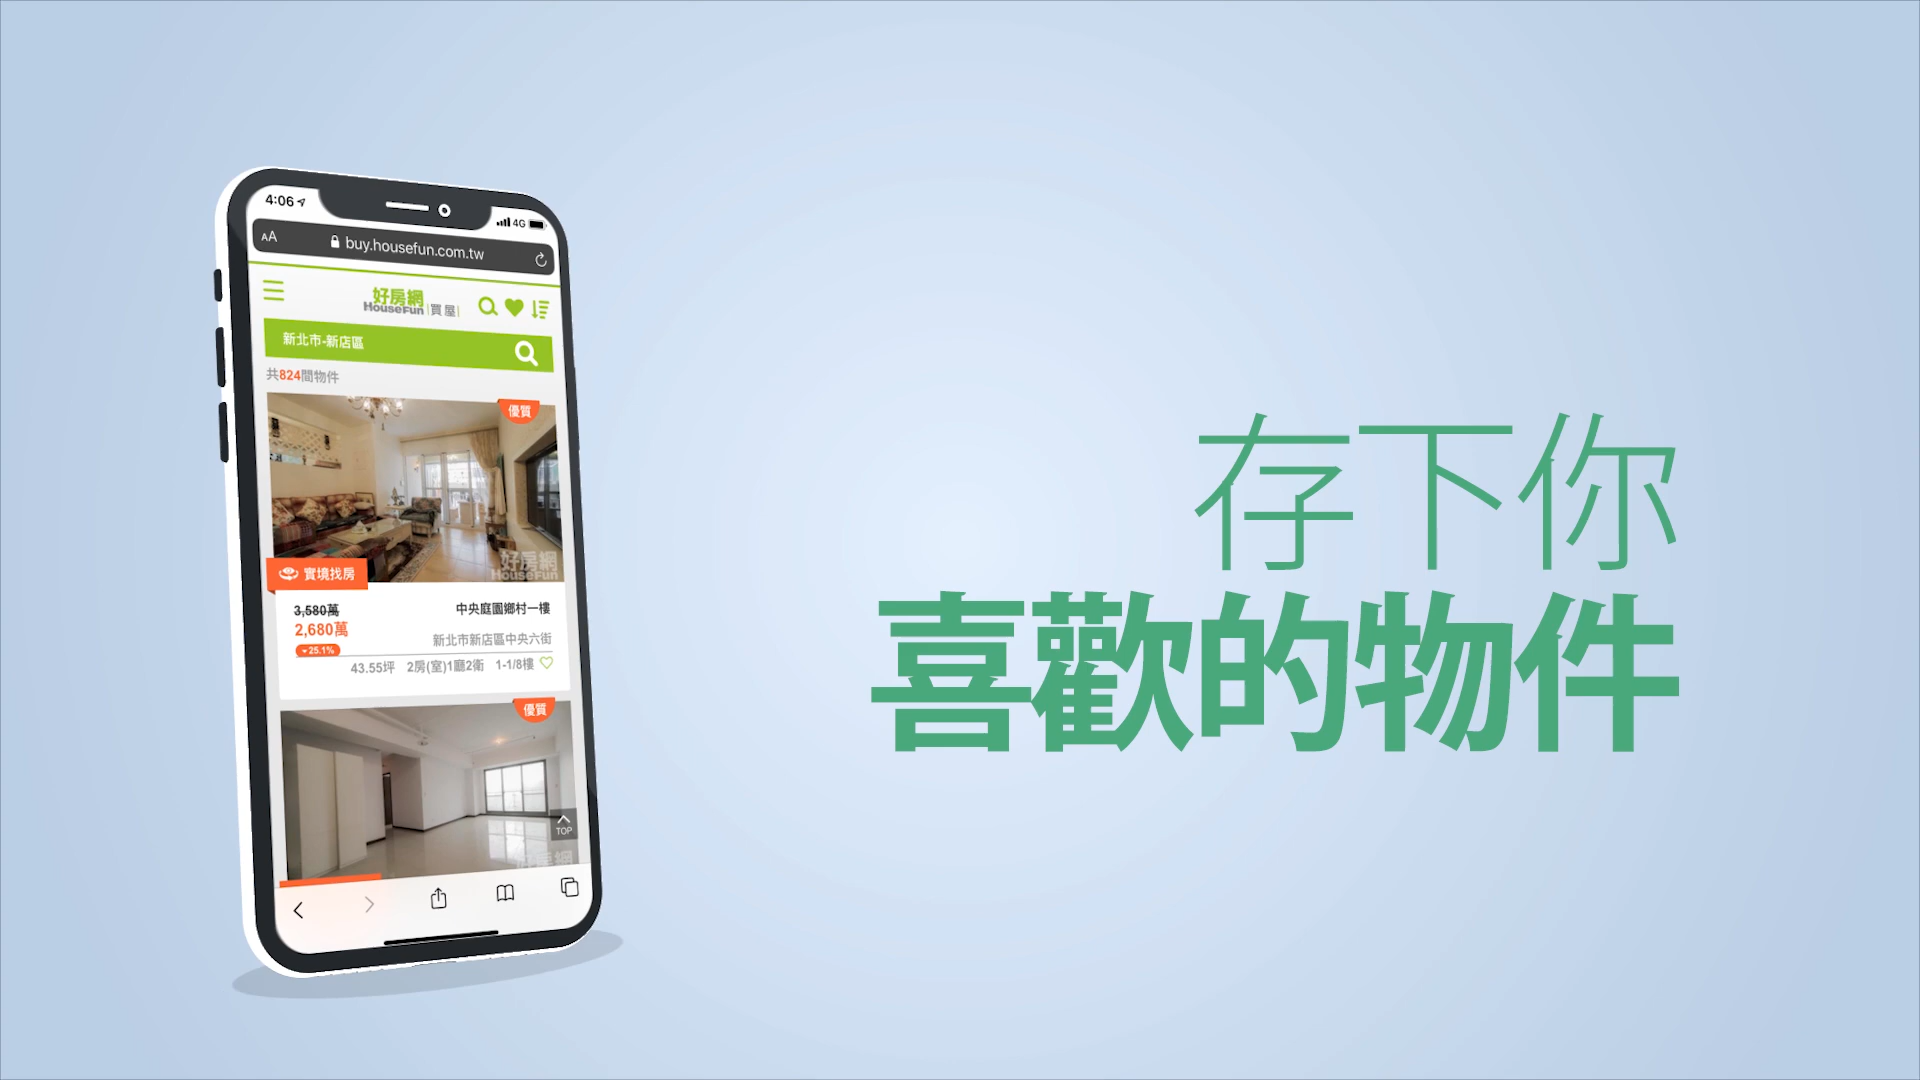 4:06
4G
AA
buy.housefun.com.tw
好房網
HouseFun
買屋
新北市-新店區
共824間物件
優質
好房網
HouseFun
實境找房
3,580萬
中央庭園鄉村一樓
2,680萬
新北市新店區中央六街
25.1%
43.55坪 2房(室)1廳2衛 1-1/8樓
優質
TOP
好房網
存下你
喜歡的物件